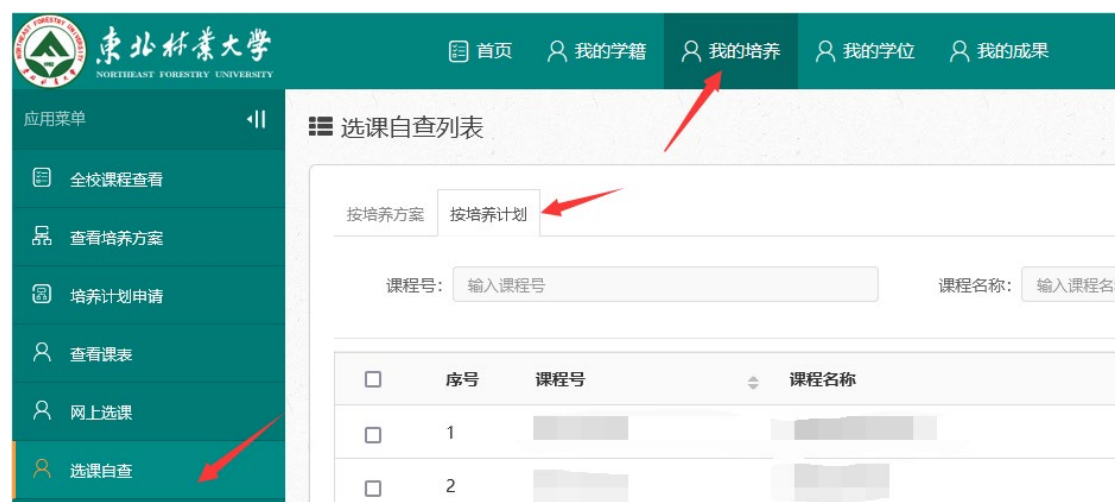 東北林業大學
NORTHEAST FORESTRY UNIVERSITY
首页 我的学籍 我的培养 我的学位 我的成果
应用菜单
选课自查列表
全校课程查看
按培养方案 按培养计划
查看培养方案
课程号： 输入课程号 课程名称： 输入课程名
培养计划申请
查看课表
序号 课程号 课程名称
网上选课
1
选课自查
2